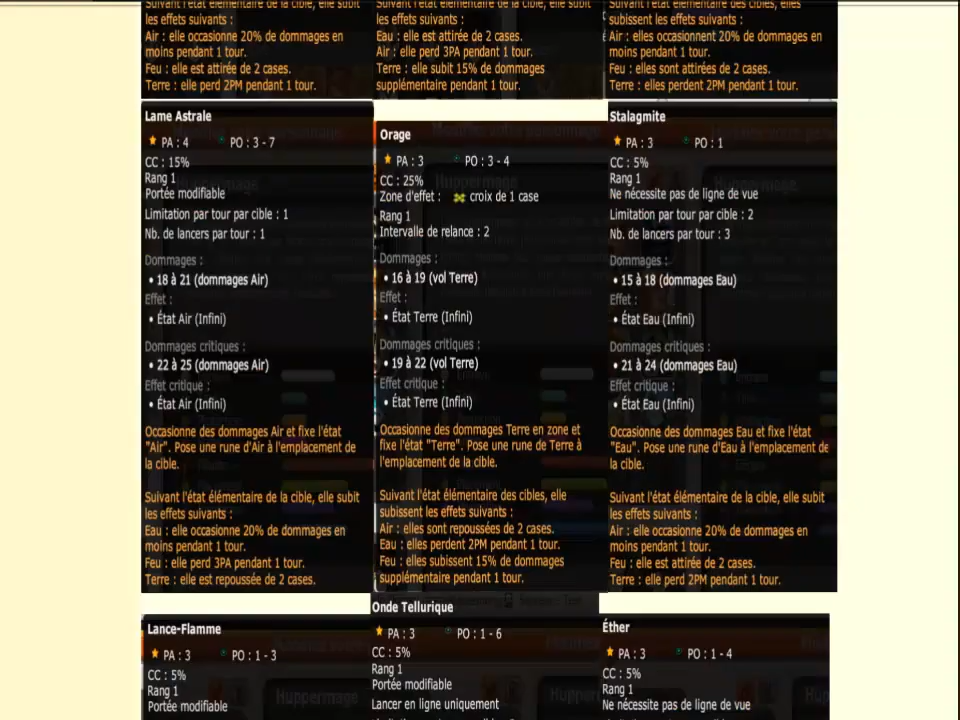 Suivant l'état élémentaire de la cible, elle subit
les effets suivants :
Air : elle occasionne 20% de dommages en
moins pendant 1 tour.
Feu : elle est attirée de 2 cases.
Terre : elle perd 2PM pendant 1 tour.
Suivant l'état élémentaire de la cible, elle subit
les effets suivants :
Eau : elle est attirée de 2 cases.
Air : elle perd 3PA pendant 1 tour.
Terre : elle subit 15% de dommages
supplémentaire pendant 1 tour.
Suivant l'état élémentaire des cibles, elles
subissent les effets suivants :
Air : elles occasionnent 20% de dommages en
moins pendant 1 tour.
Feu : elles sont attirées de 2 cases.
Terre : elles perdent 2PM pendant 1 tour.
Lame Astrale
PA : 4 PO : 3 - 7
CC : 15%
Rang 1
Portée modifiable
Limitation par tour par cible : 1
Nb. de lancers par tour : 1
Dommages :
• 18 à 21 (dommages Air)
Effet :
• État Air (Infini)
Dommages critiques :
• 22 à 25 (dommages Air)
Effet critique :
• État Air (Infini)
Occasionne des dommages Air et fixe l'état
"Air". Pose une rune d'Air à l'emplacement de
la cible.
Suivant l'état élémentaire de la cible, elle subit
les effets suivants :
Eau : elle occasionne 20% de dommages en
moins pendant 1 tour.
Feu : elle perd 3PA pendant 1 tour.
Terre : elle est repoussée de 2 cases.
Orage
PA : 3 PO : 3 - 4
CC : 25%
Zone d'effet : croix de 1 case
Rang 1
Intervalle de relance : 2
Dommages :
• 16 à 19 (vol Terre)
Effet :
• État Terre (Infini)
Dommages critiques :
• 19 à 22 (vol Terre)
Effet critique :
• État Terre (Infini)
Occasionne des dommages Terre en zone et
fixe l'état "Terre". Pose une rune de Terre à
l'emplacement de la cible.
Suivant l'état élémentaire des cibles, elle
subissent les effets suivants :
Air : elles sont repoussées de 2 cases.
Eau : elles perdent 2PM pendant 1 tour.
Feu : elles subissent 15% de dommages
supplémentaire pendant 1 tour.
Stalagmite
PA : 3 PO : 1
CC : 5%
Rang 1
Ne nécessite pas de ligne de vue
Limitation par tour par cible : 2
Nb. de lancers par tour : 3
Dommages :
• 15 à 18 (dommages Eau)
Effet :
• État Eau (Infini)
Dommages critiques :
• 21 à 24 (dommages Eau)
Effet critique :
• État Eau (Infini)
Occasionne des dommages Eau et fixe l'état
"Eau". Pose une rune d'Eau à l'emplacement de
la cible.
Suivant l'état élémentaire de la cible, elle subit
les effets suivants :
Air : elle occasionne 20% de dommages en
moins pendant 1 tour.
Feu : elle est attirée de 2 cases.
Terre : elle perd 2PM pendant 1 tour.
Lance-Flamme
PA : 3 PO : 1 - 3
CC : 5%
Rang 1
Portée modifiable
Huppermage
Onde Tellurique
PA : 3 PO : 1 - 6
CC : 5%
Rang 1
Portée modifiable
Lancer en ligne uniquement
Éther
PA : 3 PO : 1 - 4
CC : 5%
Rang 1
Ne nécessite pas de ligne de vue